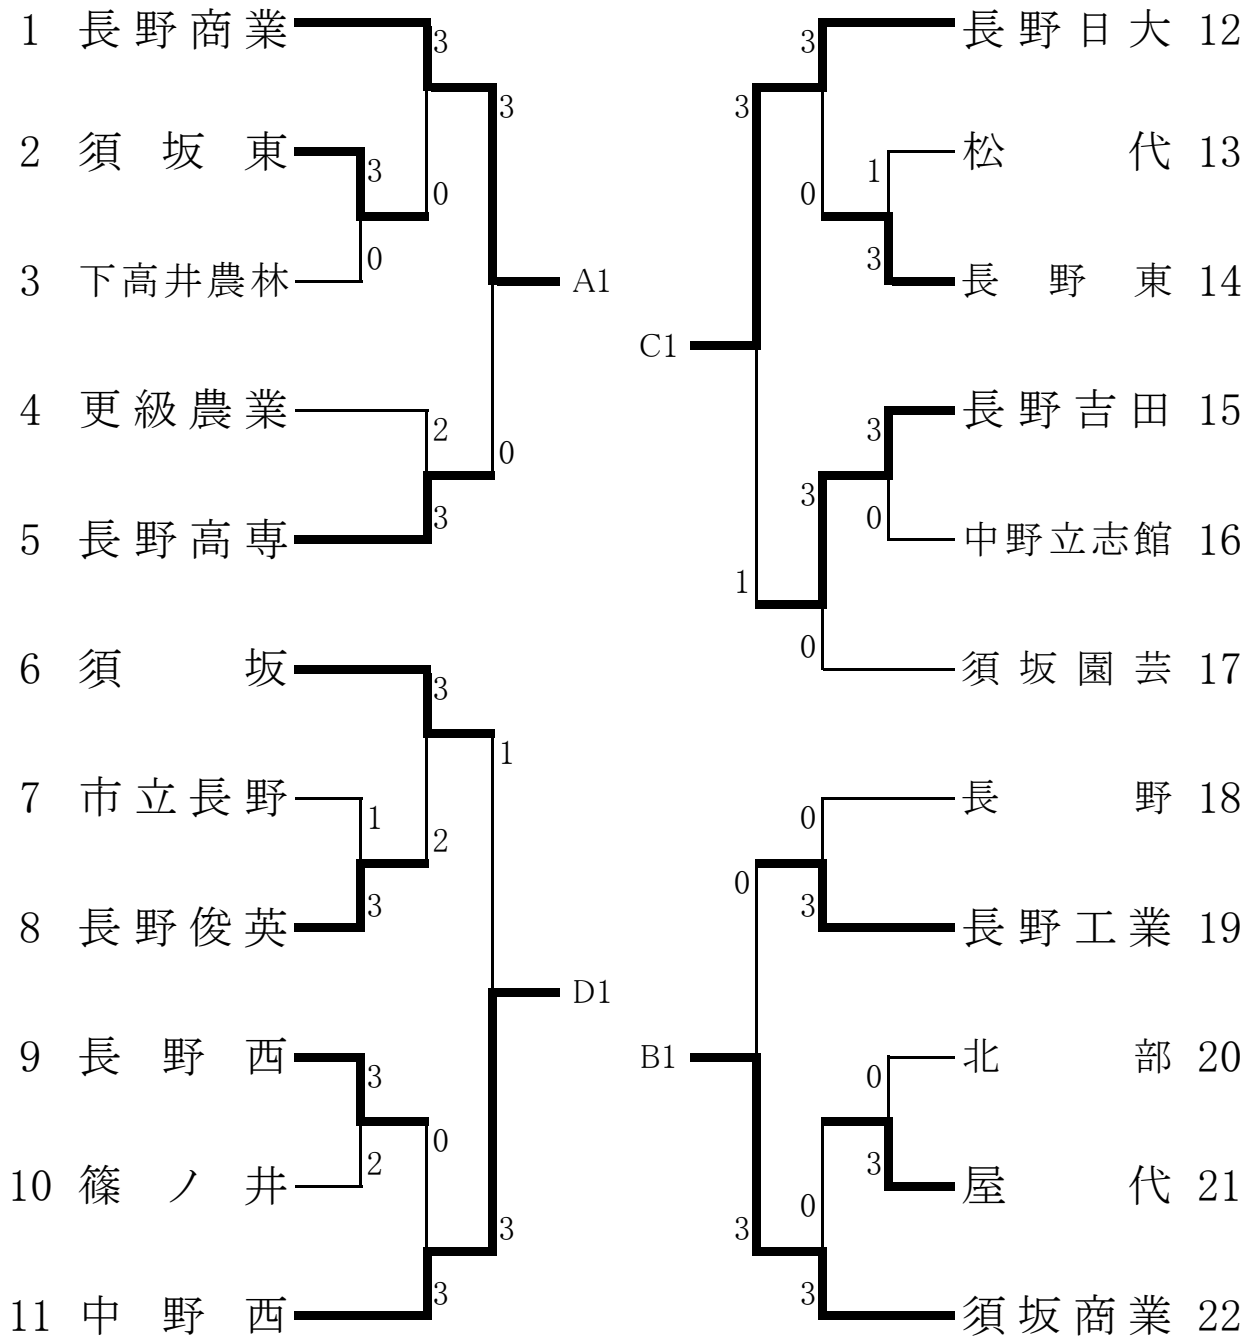 1 長野商業
3
3
2 須坂東
3
0
0
3 下高井農林
A1
4 更級農業
2
0
5 長野高専
3
6 須坂
3
1
7 市立長野
1
2
8 長野俊英
3
D1
9 長野西
3
0
10 篠ノ井
2
3
11 中野西
3
長野日大 12
3
3
松代 13
1
0
長野東 14
3
C1
長野吉田 15
3
3
中野立志館 16
0
1
須坂園芸 17
0
長野 18
0
0
長野工業 19
3
B1
北部 20
0
屋代 21
3
0
3
須坂商業 22
3